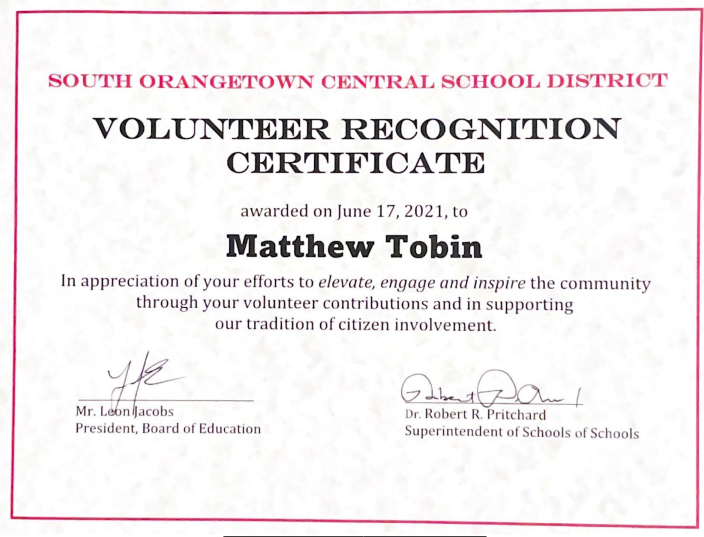 SOUTH ORANGETOWN CENTRAL SCHOOL DISTRICT
VOLUNTEER RECOGNITION
CERTIFICATE
awarded on June 17, 2021, to
Matthew Tobin
In appreciation of your efforts to elevate, engage and inspire the community
through your volunteer contributions and in supporting
our tradition of citizen involvement.
Mr. Leon Jacobs
President, Board of Education
Dr. Robert R. Pritchard
Superintendent of Schools of Schools